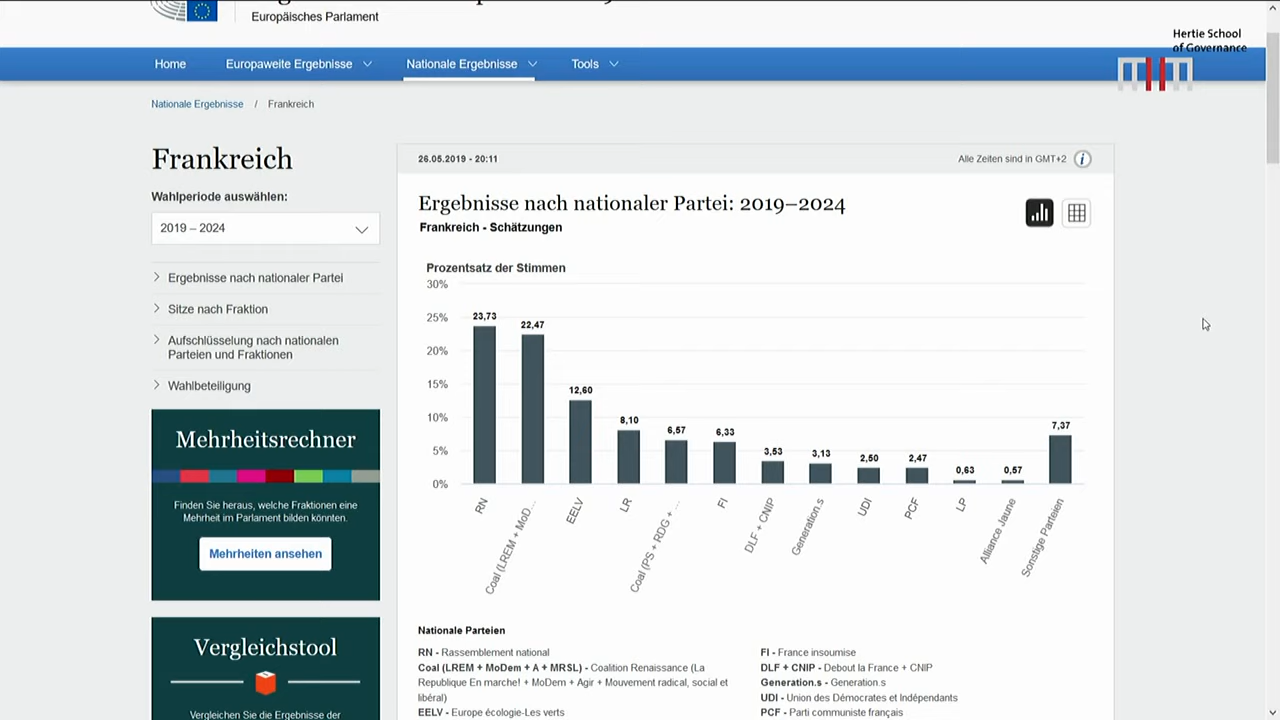 Europäisches Parlament
Hertie School
of Governance
Home
Europaweite Ergebnisse
Nationale Ergebnisse
Tools
Nationale Ergebnisse / Frankreich
Frankreich
Wahlperiode auswählen:
2019 – 2024
Ergebnisse nach nationaler Partei
Sitze nach Fraktion
Aufschlüsselung nach nationalen
Parteien und Fraktionen
Wahlbeteiligung
Mehrheitsrechner
Finden Sie heraus, welche Fraktionen eine
Mehrheit im Parlament bilden könnten.
Mehrheiten ansehen
Vergleichstool
Vergleichen Sie die Ergebnisse der
26.05.2019 - 20:11
Alle Zeiten sind in GMT+2
Ergebnisse nach nationaler Partei: 2019–2024
Frankreich - Schätzungen
Prozentsatz der Stimmen
30%
25%
20%
15%
10%
5%
0%
23,73
22,47
12,60
8,10
6,57
6,33
3,53
3,13
2,50
2,47
0,63
0,57
7,37
RN
Coal (LREM + MoD...
EELV
LR
Coal (PS + RDG + ...
FI
DLF + CNIP
Generation.s
UDI
PCF
LP
Alliance Jaune
Sonstige Parteien
Nationale Parteien
RN - Rassemblement national
Coal (LREM + MoDem + A + MRSL) - Coalition Renaissance (La
Republique En marche! + MoDem + Agir + Mouvement radical, social et
libéral)
EELV - Europe écologie-Les verts
FI - France insoumise
DLF + CNIP - Debout la France + CNIP
Generation.s - Generation.s
UDI - Union des Démocrates et Indépendants
PCF - Parti communiste français